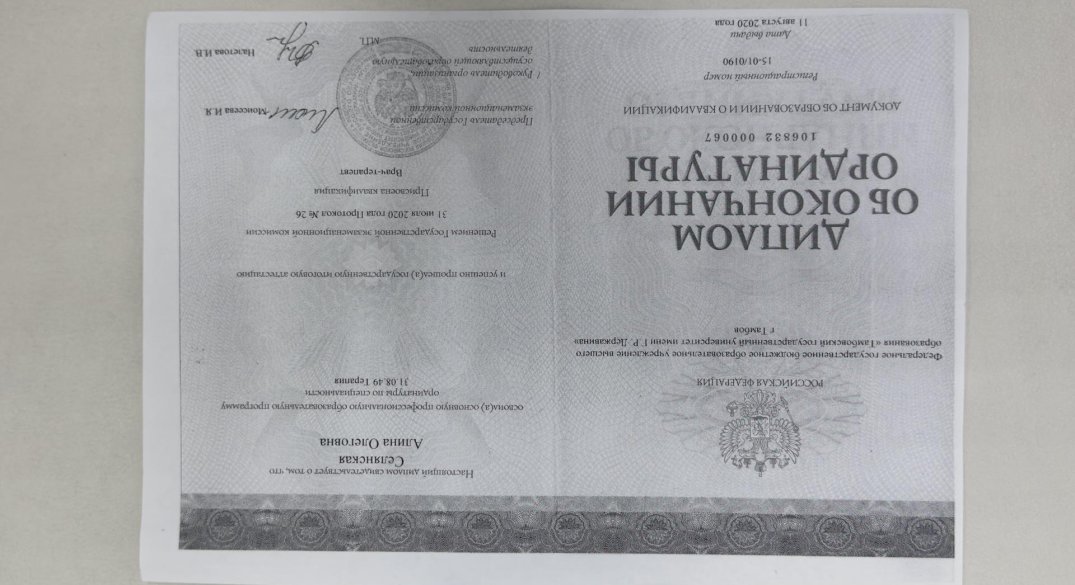 РОССИЙСКАЯ ФЕДЕРАЦИЯ
Федеральное государственное бюджетное образовательное учреждение высшего
образования «Тамбовский государственный университет имени Г.Р. Державина»
г Тамбов
ДИПЛОМ
ОБ ОКОНЧАНИИ
ОРДИНАТУРЫ
106832 000067
ДОКУМЕНТ ОБ ОБРАЗОВАНИИ И О КВАЛИФИКАЦИИ
Регистрационный номер
15-01/0190
Дата выдачи
11 августа 2020 года
Настоящий диплом свидетельствует о том, что
Селянская
Алина Олеговна
освоил(а) основную профессиональную образовательную программу
ординатуры по специальности
31.08.49 Терапия
и успешно прошёл(а) государственную итоговую аттестацию
Решением Государственной экзаменационной комиссии
31 июля 2020 года Протокол № 26
Присвоена квалификация
Врач-терапевт
Председатель Государственной
экзаменационной комиссии
Моисеева И.Я
Руководитель организации,
осуществляющей образовательную
деятельность
Налетова И.В.
М.П.